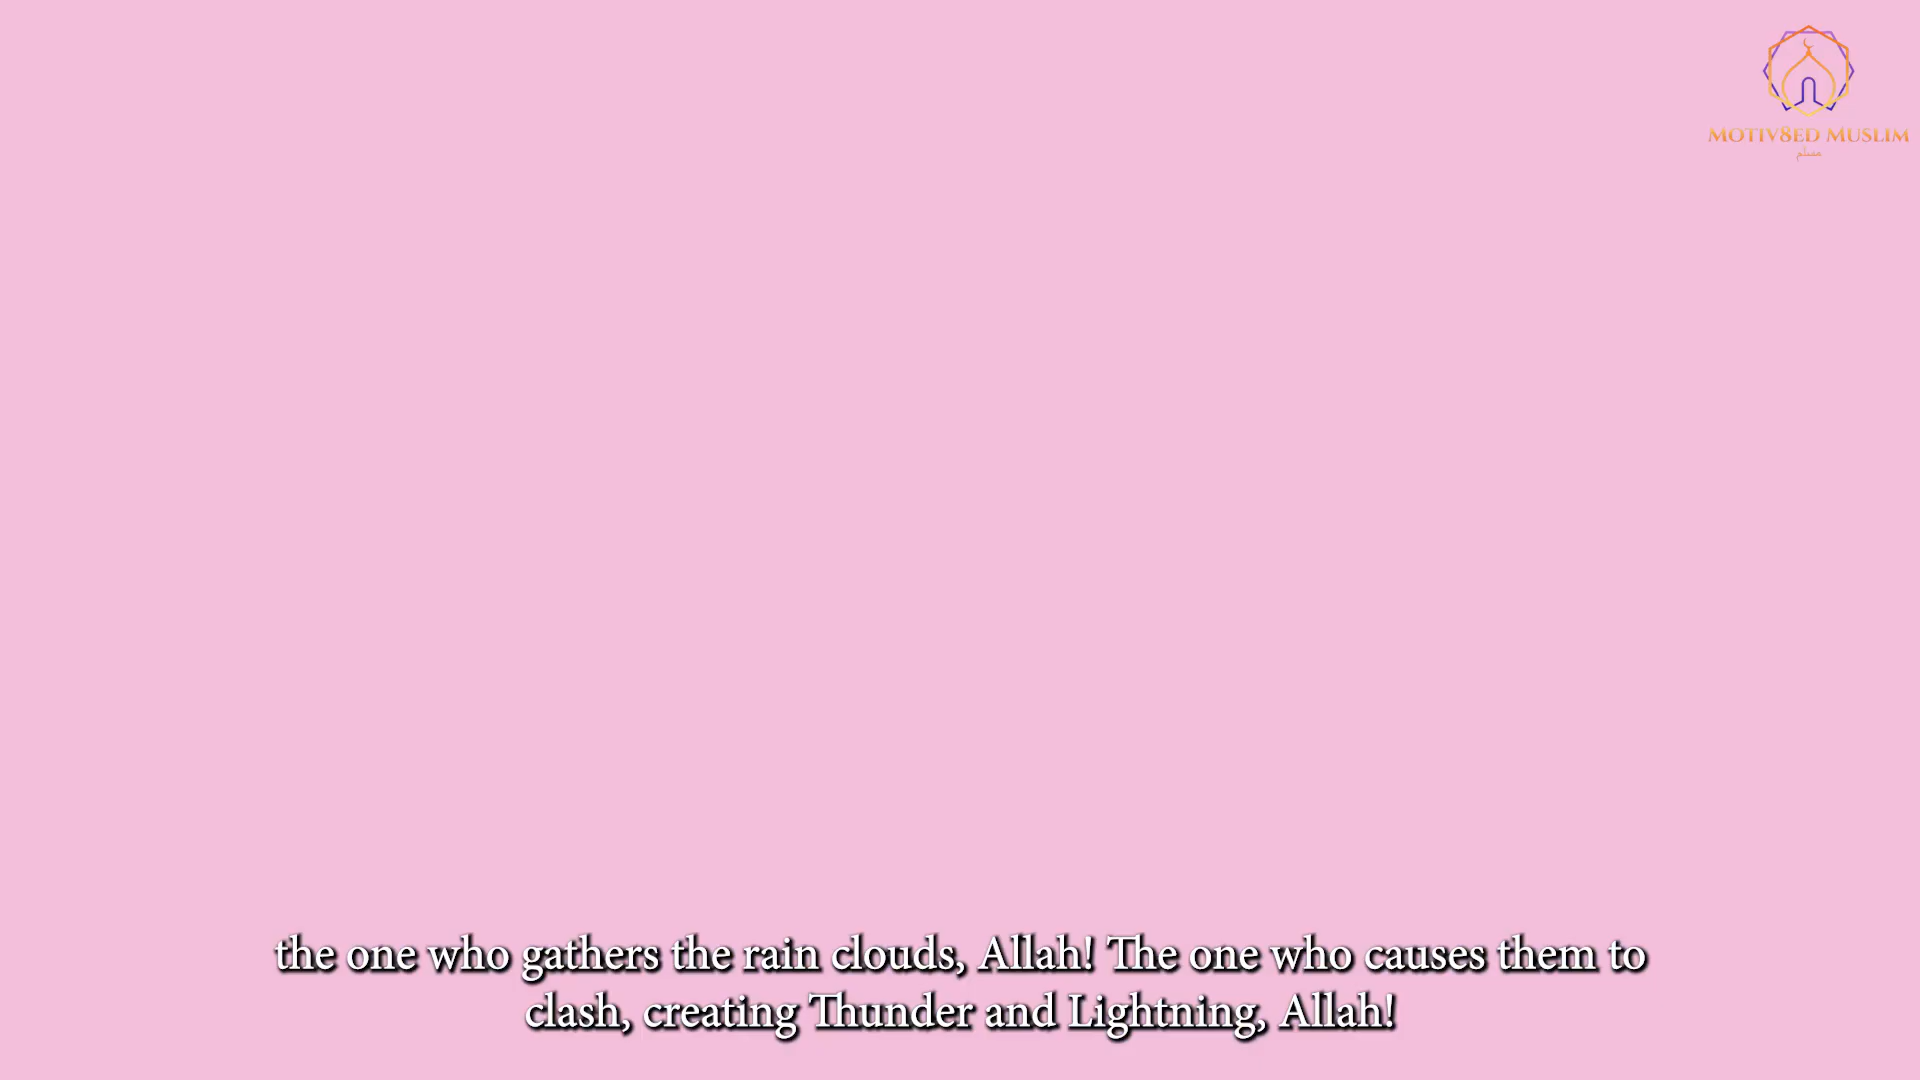 MOTIV8ED MUSLIM
مسلم
the one who gathers the rain clouds, Allah! The one who causes them to
clash, creating Thunder and Lightning, Allah!